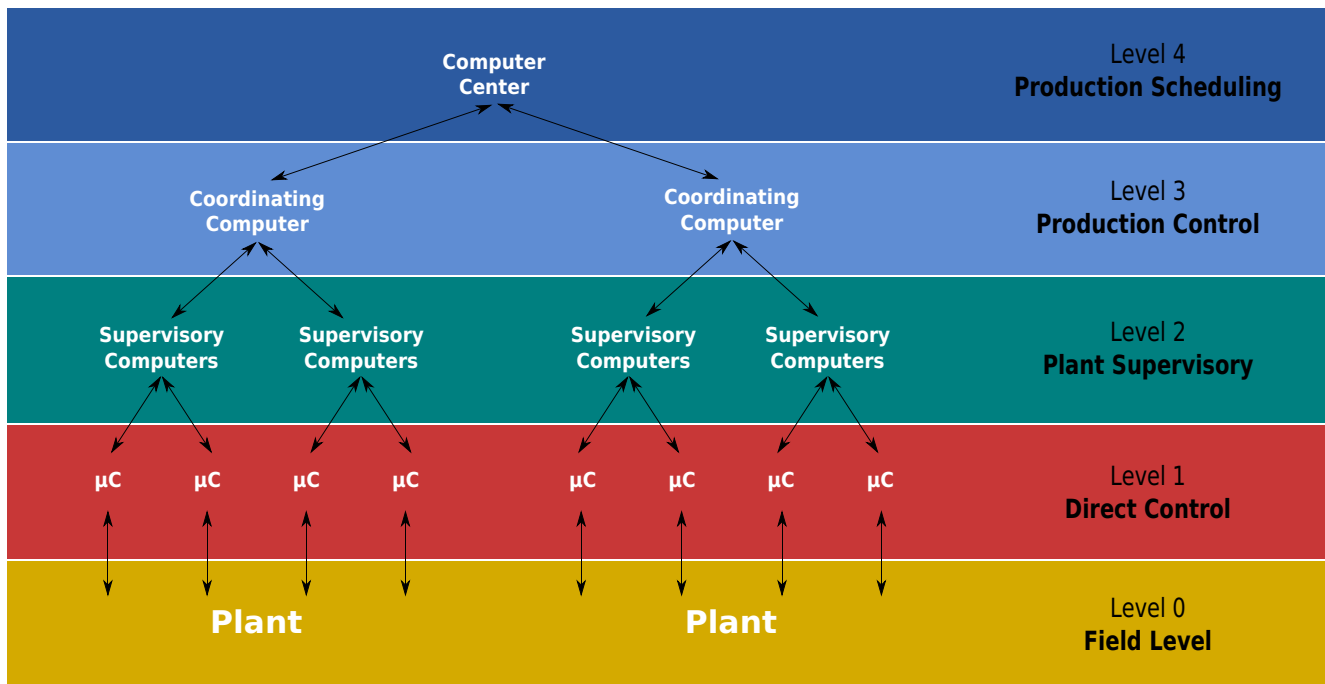 Computer
Center
Level 4
Production Scheduling
Coordinating
Computer
Coordinating
Computer
Level 3
Production Control
Supervisory
Computers
Supervisory
Computers
Supervisory
Computers
Supervisory
Computers
Level 2
Plant Supervisory
µC
µC
µC
µC
µC
µC
µC
µC
Level 1
Direct Control
Plant
Plant
Level 0
Field Level